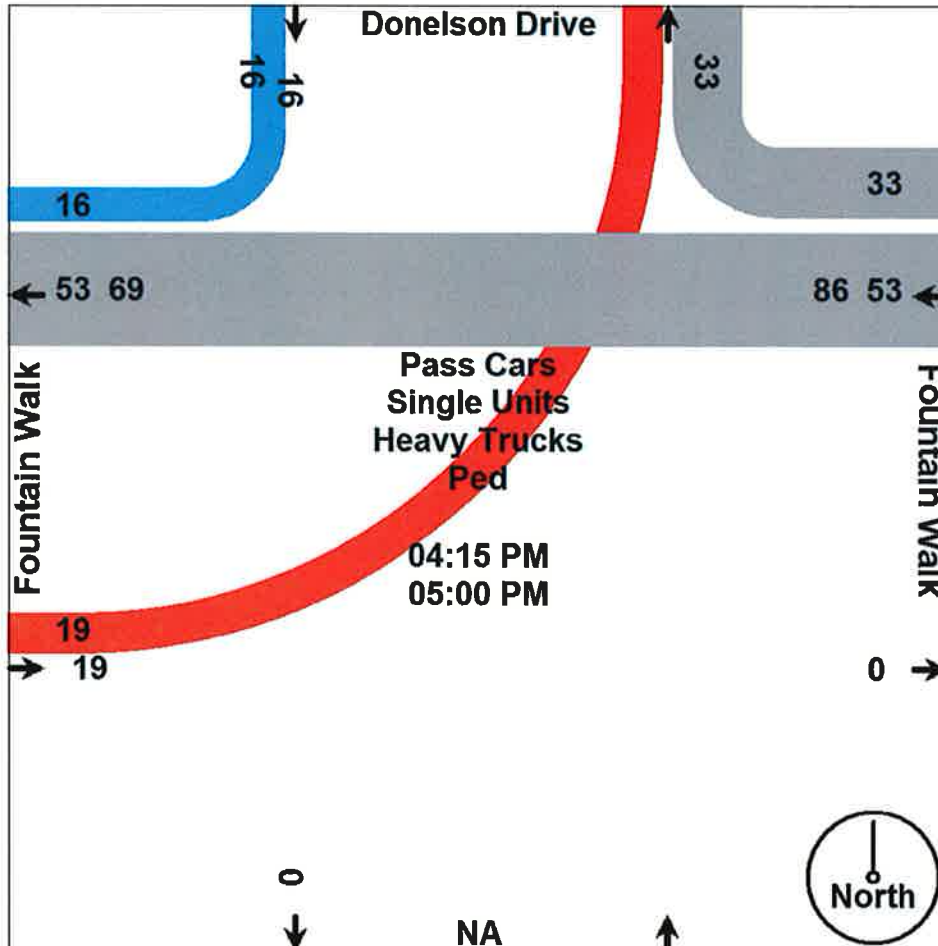 Donelson Drive
16
16
33
16
33
53 69
86 53
Fountain Walk
Pass Cars
Single Units
Heavy Trucks
Ped
Fountain Walk
04:15 PM
05:00 PM
19
19
0
0
North
NA